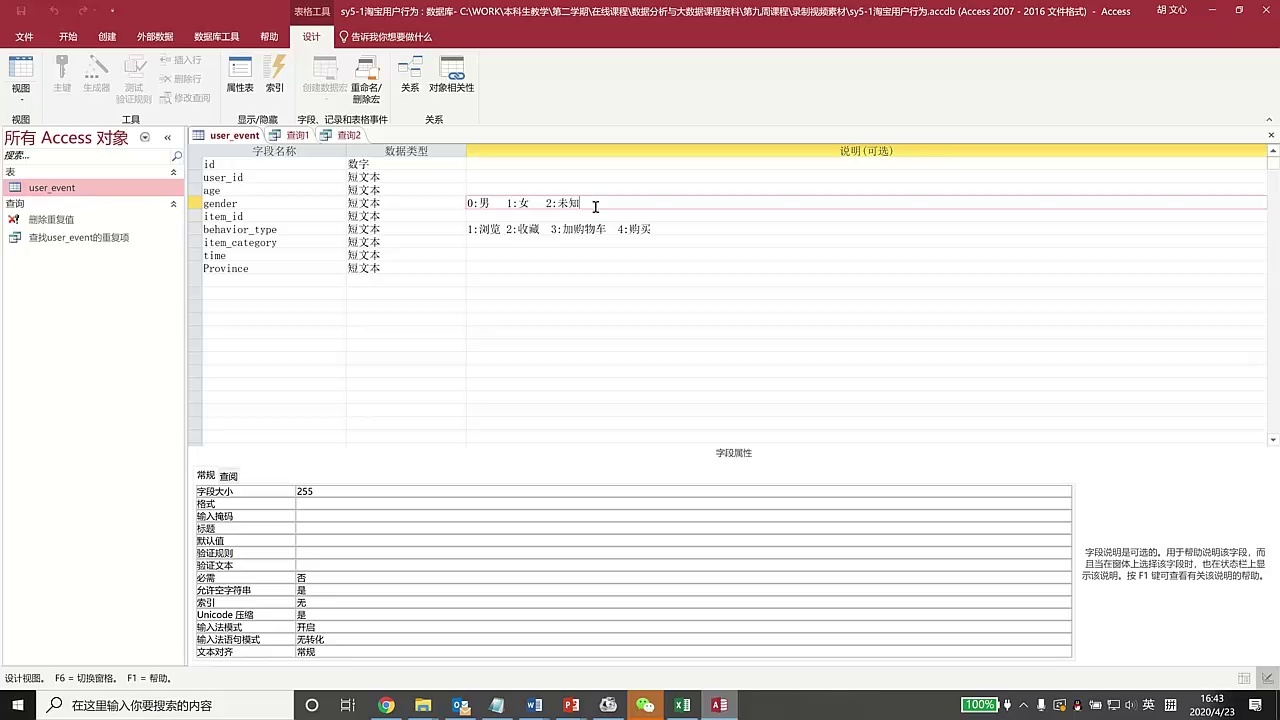 表格工具
sy5-1淘宝用户行为 : 数据库- C:\WORK\本科生教学\第二学期\在线课程\数据分析与大数据课程资料\第九周课程\录制视频素材\sy5-1淘宝用户行为.accdb (Access 2007 - 2016 文件格式) - Access
胡 文心
文件 开始 创建 外部数据 数据库工具 帮助 设计 告诉我你想要做什么
视图 主键 生成器 测试 验证规则 插入行 删除行 修改查阅 属性表 索引 创建数据宏 重命名/ 删除宏 关系 对象相关性
视图 工具 显示/隐藏 字段、记录和表格事件 关系
所有 Access 对象 «
user_event 查询1 查询2
搜索...
字段名称 数据类型 说明(可选)
表
user_event
查询
删除重复值
查找user_event的重复项
id 数字
user_id 短文本
age 短文本
gender 短文本 0:男 1:女 2:未知
item_id 短文本
behavior_type 短文本 1:浏览 2:收藏 3:加购物车 4:购买
item_category 短文本
time 短文本
Province 短文本
字段属性
常规 查阅
字段大小 255
格式
输入掩码
标题
默认值
验证规则
验证文本
必需 否
允许空字符串 是
索引 无
Unicode 压缩 是
输入法模式 开启
输入法语句模式 无转化
文本对齐 常规
字段说明是可选的。用于帮助说明该字段，而
且当在窗体上选择该字段时，也在状态栏上显
示该说明。按 F1 键可查看有关该说明的帮助。
设计视图。 F6 = 切换窗格。 F1 = 帮助。
在这里输入你要搜索的内容
100%
英
拼
16:43
2020/4/23